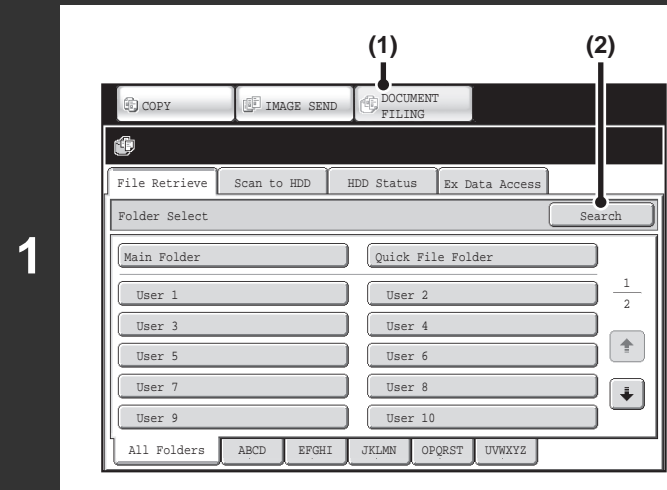 1
(1) (2)
COPY IMAGE SEND DOCUMENT
FILING
File Retrieve Scan to HDD HDD Status Ex Data Access
Folder Select Search
Main Folder Quick File Folder
User 1 User 2
1
2
User 3 User 4
User 5 User 6
User 7 User 8
User 9 User 10
All Folders ABCD EFGHI JKLMN OPQRST UVWXYZ